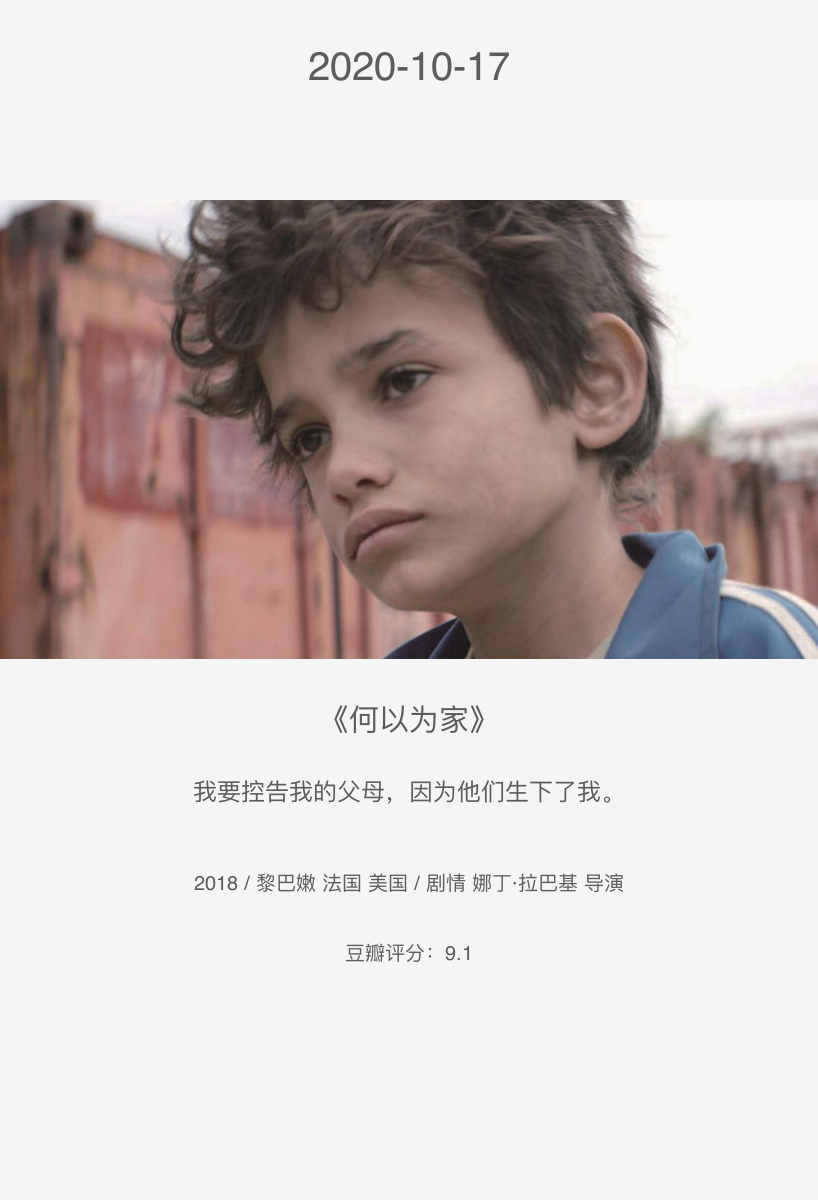 2020-10-17
《何以为家》
我要控告我的父母，因为他们生下了我。
2018 / 黎巴嫩 法国 美国 / 剧情 娜丁·拉巴基 导演
豆瓣评分：9.1